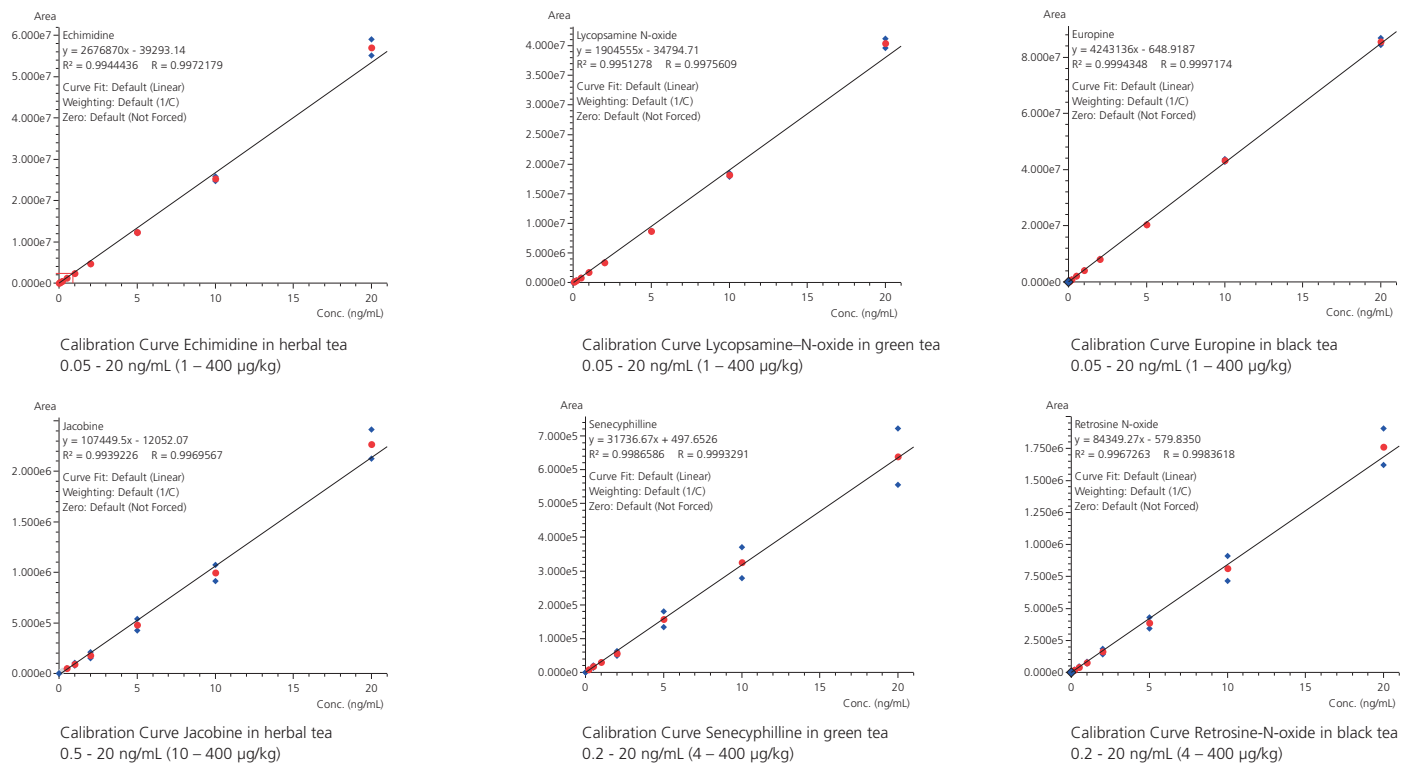 Area
Echimidine
y = 2676870x - 39293.14
R² = 0.9944436 R = 0.9972179
Curve Fit: Default (Linear)
Weighting: Default (1/C)
Zero: Default (Not Forced)
6.000e7
5.000e7
4.000e7
3.000e7
2.000e7
1.000e7
0.000e0
0 5 10 15 20
Conc. (ng/mL)
Calibration Curve Echimidine in herbal tea
0.05 - 20 ng/mL (1 – 400 µg/kg)
Area
Lycopsamine N-oxide
y = 1904555x - 34794.71
R² = 0.9951278 R = 0.9975609
Curve Fit: Default (Linear)
Weighting: Default (1/C)
Zero: Default (Not Forced)
4.000e7
3.500e7
3.000e7
2.500e7
2.000e7
1.500e7
1.000e7
5.000e6
0.000e0
0 5 10 15 20
Conc. (ng/mL)
Calibration Curve Lycopsamine–N-oxide in green tea
0.05 - 20 ng/mL (1 – 400 µg/kg)
Area
Europine
y = 4243136x - 648.9187
R² = 0.9994348 R = 0.9997174
Curve Fit: Default (Linear)
Weighting: Default (1/C)
Zero: Default (Not Forced)
8.000e7
6.000e7
4.000e7
2.000e7
0.000e0
0 5 10 15 20
Conc. (ng/mL)
Calibration Curve Europine in black tea
0.05 - 20 ng/mL (1 – 400 µg/kg)
Area
Jacobine
y = 107449.5x - 12052.07
R² = 0.9939226 R = 0.9969567
Curve Fit: Default (Linear)
Weighting: Default (1/C)
Zero: Default (Not Forced)
2.000e6
1.500e6
1.000e6
5.000e5
0.000e0
0 5 10 15 20
Conc. (ng/mL)
Calibration Curve Jacobine in herbal tea
0.5 - 20 ng/mL (10 – 400 µg/kg)
Area
Senecyphilline
y = 31736.67x + 497.6526
R² = 0.9986586 R = 0.9993291
Curve Fit: Default (Linear)
Weighting: Default (1/C)
Zero: Default (Not Forced)
7.000e5
6.000e5
5.000e5
4.000e5
3.000e5
2.000e5
1.000e5
0.000e0
0 5 10 15 20
Conc. (ng/mL)
Calibration Curve Senecyphilline in green tea
0.2 - 20 ng/mL (4 – 400 µg/kg)
Area
Retrosine N-oxide
y = 84349.27x - 579.8350
R² = 0.9967263 R = 0.9983618
Curve Fit: Default (Linear)
Weighting: Default (1/C)
Zero: Default (Not Forced)
1.750e6
1.500e6
1.250e6
1.000e6
7.500e5
5.000e5
2.500e5
0.000e0
0 5 10 15 20
Conc. (ng/mL)
Calibration Curve Retrosine-N-oxide in black tea
0.2 - 20 ng/mL (4 – 400 µg/kg)